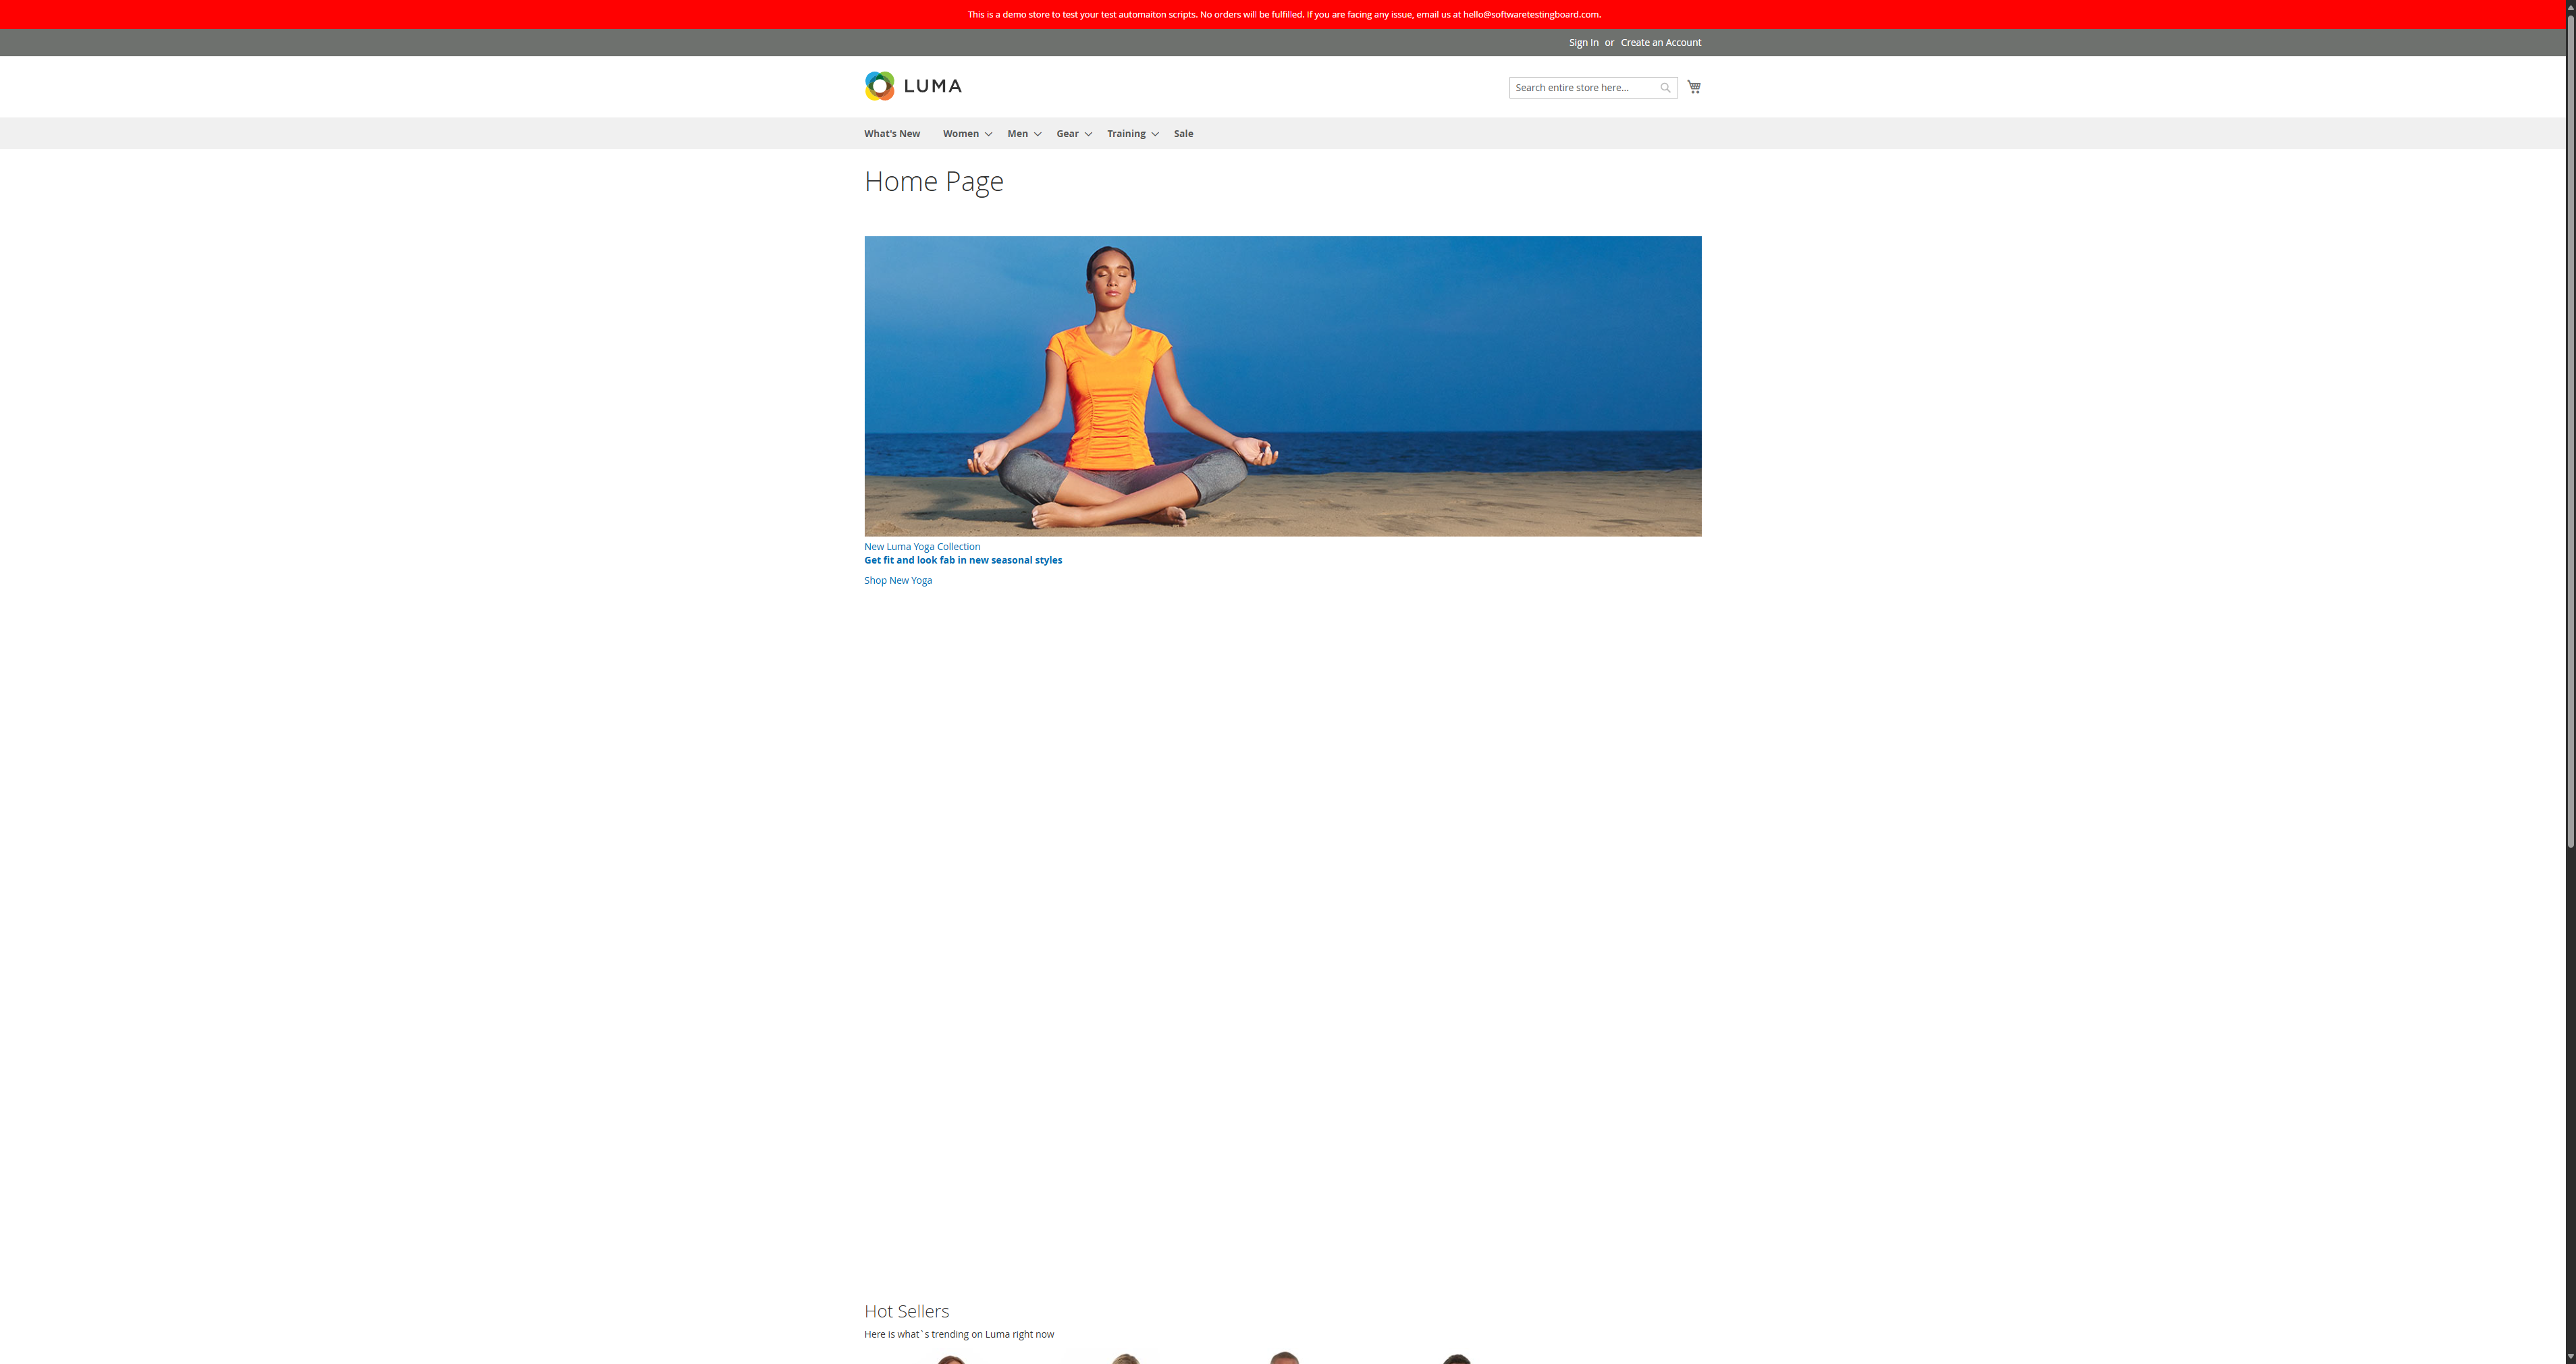 This is a demo store to test your test automaiton scripts. No orders will be fulfilled. If you are facing any issue, email us at hello@softwaretestingboard.com.
Sign In or Create an Account
LUMA
Search entire store here...
What's New Women Men Gear Training Sale
Home Page
New Luma Yoga Collection
Get fit and look fab in new seasonal styles
Shop New Yoga
Hot Sellers
Here is what`s trending on Luma right now